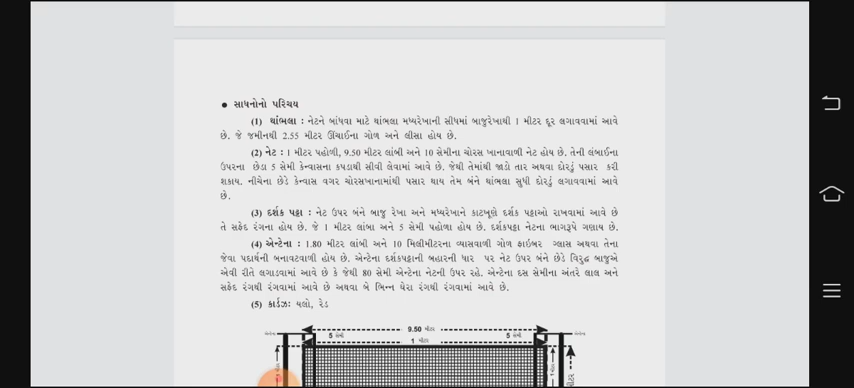 ● સાધનોનો પરિચય
(1) થાંભલા : નેટને બાંધવા માટે થાંભલા મધ્યરેખાની સીધમાં બાજુરેખાથી 1 મીટર દૂર લગાવવામાં આવે
છે. જે જમીનથી 2.55 મીટર ઊંચાઈના ગોળ અને લીસા હોય છે.
(2) નેટ : 1 મીટર પહોળી, 9.50 મીટર લાંબી અને 10 સેમીના ચોરસ ખાનાવાળી નેટ હોય છે. તેની લંબાઈના
ઉપરના છેડા 5 સેમી કેન્વાસના કપડાથી સીવી લેવામાં આવે છે. જેથી તેમાંથી જાડો તાર અથવા દોરડું પસાર કરી
શકાય. નીચેના છેડે કેન્વાસ વગર ચોરસખાનામાંથી પસાર થાય તેમ બંને થાંભલા સુધી દોરડું લગાવવામાં આવે
છે.
(3) દર્શક પટ્ટા : નેટ ઉપર બંને બાજુ રેખા અને મધ્યરેખાને કાટખૂણે દર્શક પટ્ટાઓ રાખવામાં આવે છે
તે સફેદ રંગના હોય છે. જે 1 મીટર લાંબા અને 5 સેમી પહોળા હોય છે. દર્શકપટ્ટા નેટના ભાગરૂપે ગણાય છે.
(4) એન્ટેના : 1.80 મીટર લાંબી અને 10 મિલીમીટરના વ્યાસવાળી ગોળ ફાઇબર ગ્લાસ અથવા તેના
જેવા પદાર્થની બનાવટવાળી હોય છે. એન્ટેના દર્શકપટ્ટાની બહારની ધાર પર નેટ ઉપર બંને છેડે વિરુદ્ધ બાજુએ
એવી રીતે લગાડવામાં આવે છે કે જેથી 80 સેમી એન્ટેના નેટની ઉપર રહે. એન્ટેના દસ સેમીના અંતરે લાલ અને
સફેદ રંગથી રંગવામાં આવે છે અથવા બે ભિન્ન ઘેરા રંગથી રંગવામાં આવે છે.
(5) કાર્ડઝ: યલો, રેડ
9.50 મીટર
એન્ટેના 5 સેમી 5 સેમી એન્ટેના
1 મીટર
મીટર